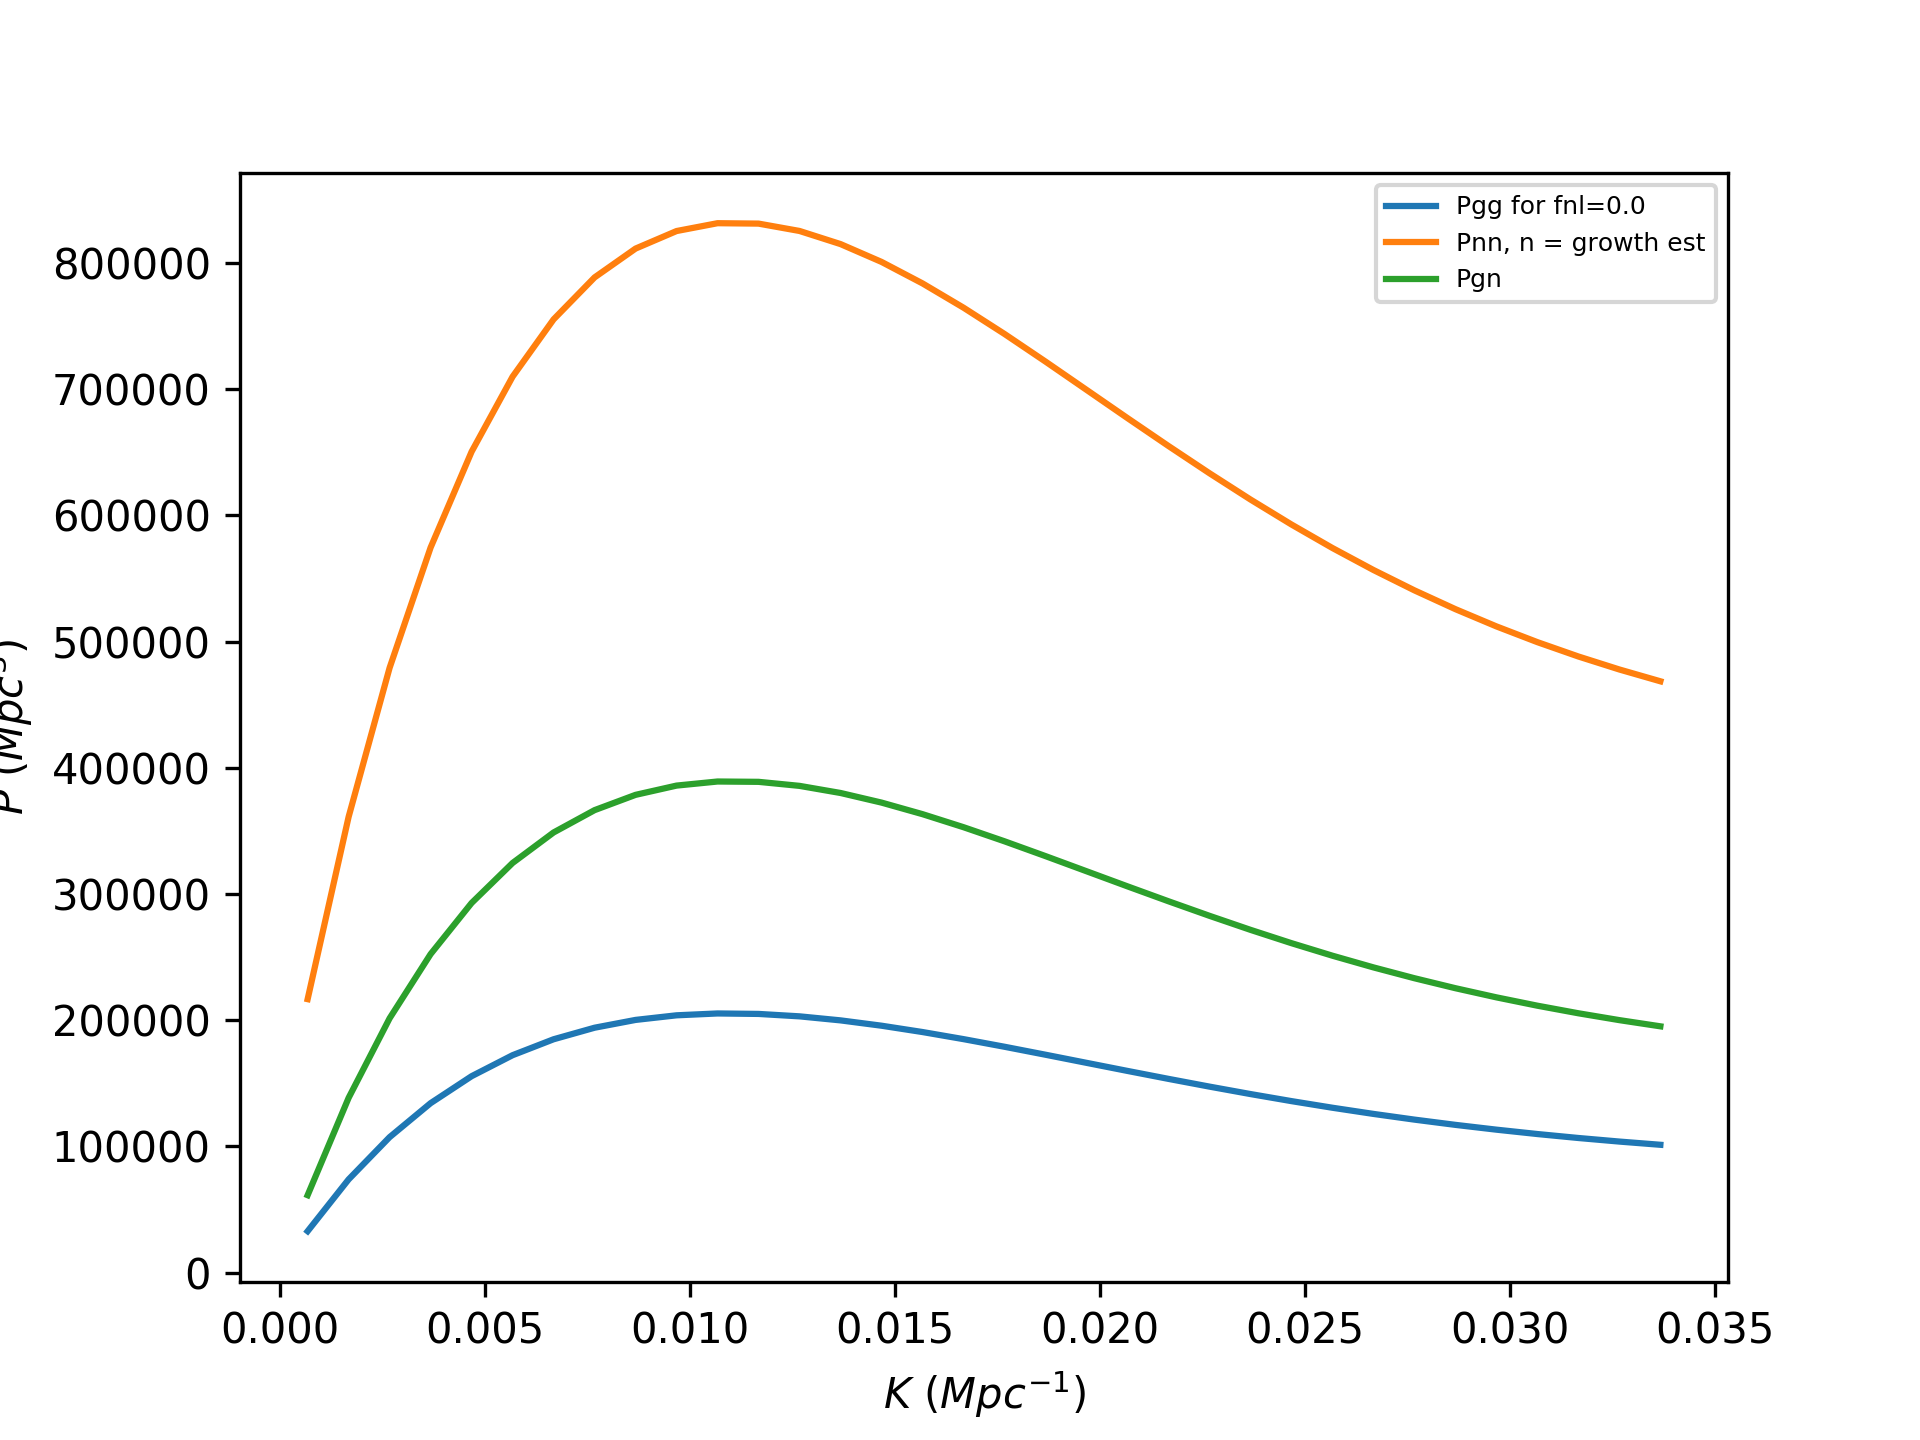 Pgg for fnl=0.0
Pnn, n = growth est
Pgn
800000
700000
600000
500000
400000
300000
200000
100000
0
P (Mpc³)
0.000 0.005 0.010 0.015 0.020 0.025 0.030 0.035
K (Mpc⁻¹)